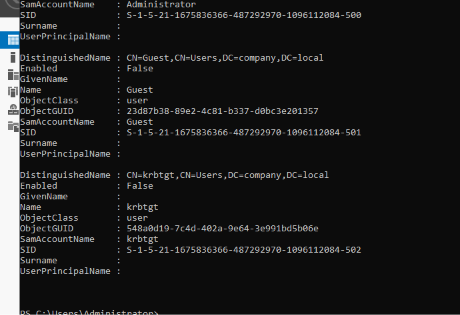 SamAccountName : Administrator
SID : S-1-5-21-1675836366-487292970-1096112084-500
Surname :
UserPrincipalName :
DistinguishedName : CN=Guest,CN=Users,DC=company,DC=local
Enabled : False
GivenName :
Name : Guest
ObjectClass : user
ObjectGUID : 23d87b38-89e2-4c81-b337-d0bc3e201357
SamAccountName : Guest
SID : S-1-5-21-1675836366-487292970-1096112084-501
Surname :
UserPrincipalName :
DistinguishedName : CN=krbtgt,CN=Users,DC=company,DC=local
Enabled : False
GivenName :
Name : krbtgt
ObjectClass : user
ObjectGUID : 548a0d19-7c4d-402a-9e64-3e991bd5b06e
SamAccountName : krbtgt
SID : S-1-5-21-1675836366-487292970-1096112084-502
Surname :
UserPrincipalName :
PS C:\Users\Administrator>